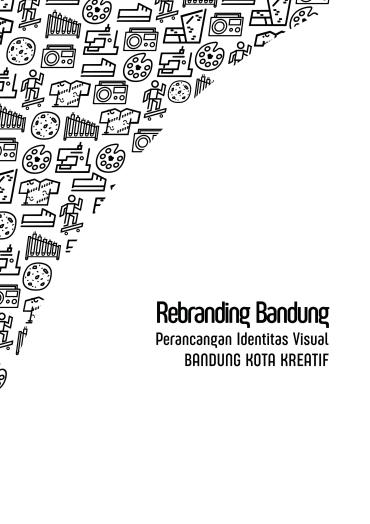 Rebranding Bandung
Perancangan Identitas Visual
BANDUNG KOTA KREATIF